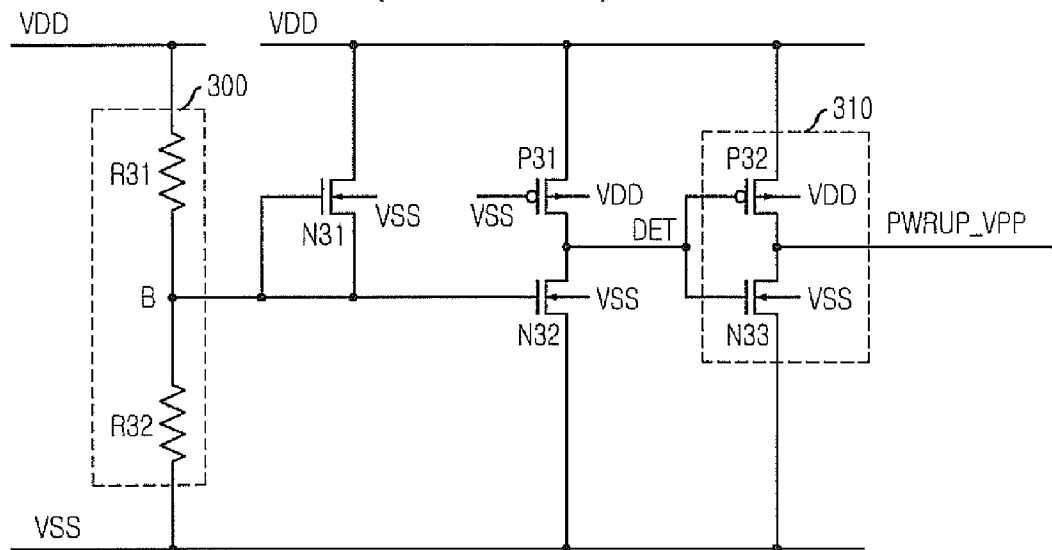 VDD
VDD
300
310
R31
P31
P32
VSS
VDD
VDD
N31
VSS
DET
PWRUP_VPP
B
VSS
VSS
N32
N33
R32
VSS